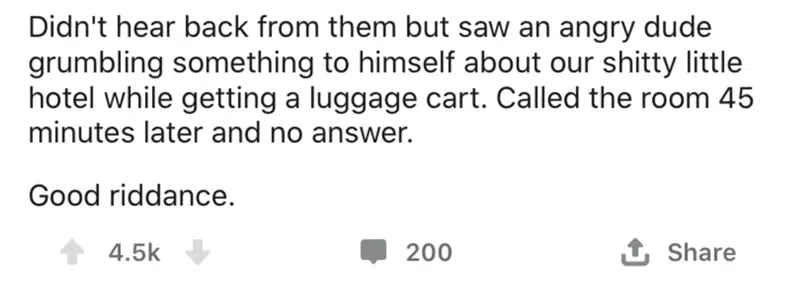 Didn't hear back from them but saw an angry dude
grumbling something to himself about our shitty little
hotel while getting a luggage cart. Called the room 45
minutes later and no answer.
Good riddance.
4.5k 200 Share